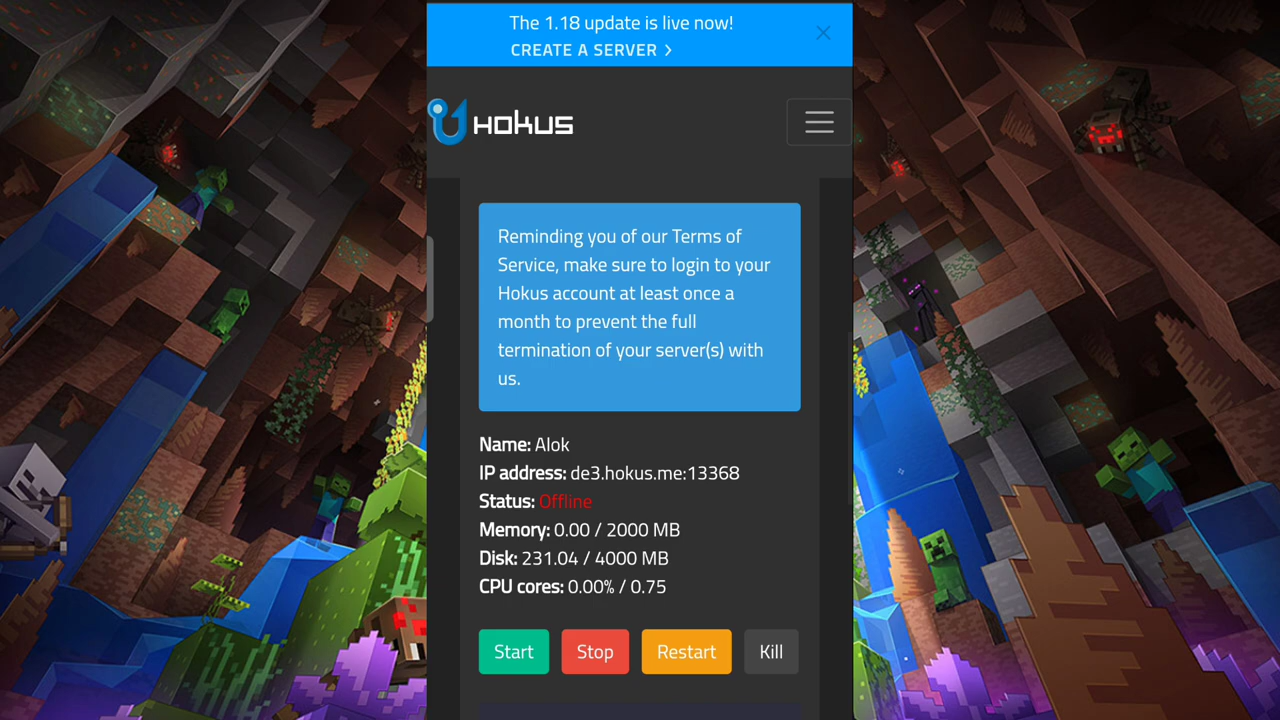 The 1.18 update is live now!
CREATE A SERVER >
HOKUS
Reminding you of our Terms of
Service, make sure to login to your
Hokus account at least once a
month to prevent the full
termination of your server(s) with
us.
Name: Alok
IP address: de3.hokus.me:13368
Status: Offline
Memory: 0.00 / 2000 MB
Disk: 231.04 / 4000 MB
CPU cores: 0.00% / 0.75
Start Stop Restart Kill